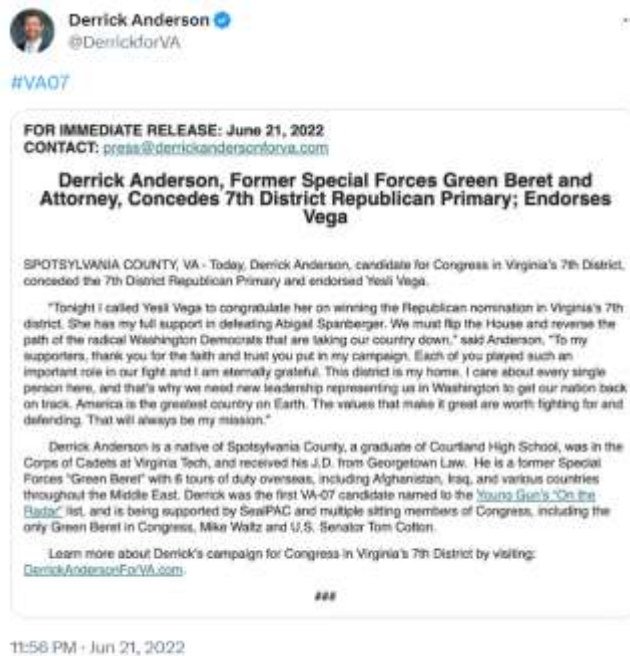 Derrick Anderson
@DerrickforVA
#VA07
FOR IMMEDIATE RELEASE: June 21, 2022
CONTACT: press@derrickandersonforva.com
Derrick Anderson, Former Special Forces Green Beret and
Attorney, Concedes 7th District Republican Primary; Endorses
Vega
SPOTSYLVANIA COUNTY, VA - Today, Derrick Anderson, candidate for Congress in Virginia's 7th District,
conceded the 7th District Republican Primary and endorsed Yesli Vega.
"Tonight I called Yesli Vega to congratulate her on winning the Republican nomination in Virginia's 7th
district. She has my full support in defeating Abigail Spanberger. We must flip the House and reverse the
path of the radical Washington Democrats that are taking our country down," said Anderson, "To my
supporters, thank you for the faith and trust you put in my campaign. Each of you played such an
important role in our fight and I am eternally grateful. This district is my home. I care about every single
person here, and that's why we need new leadership representing us in Washington to get our nation back
on track. America is the greatest country on Earth. The values that make it great are worth fighting for and
defending. That will always be my mission."
Derrick Anderson is a native of Spotsylvania County, a graduate of Courtland High School, was in the
Corps of Cadets at Virginia Tech, and received his J.D. from Georgetown Law. He is a former Special
Forces "Green Beret" with 6 tours of duty overseas, including Afghanistan, Iraq, and various countries
throughout the Middle East. Derrick was the first VA-07 candidate named to the Young Gun's "On the
Radar" list, and is being supported by SealPAC and multiple sitting members of Congress, including the
only Green Beret in Congress, Mike Waltz and U.S. Senator Tom Cotton.
Learn more about Derrick's campaign for Congress in Virginia's 7th District by visiting:
DerrickAndersonForVA.com.
###
11:56 PM · Jun 21, 2022